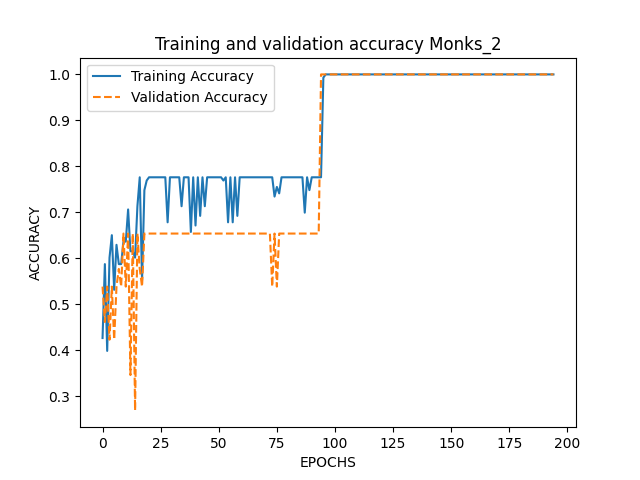 Training and validation accuracy Monks_2
Training Accuracy
Validation Accuracy
1.0
0.9
0.8
0.7
0.6
0.5
0.4
0.3
ACCURACY
0 25 50 75 100 125 150 175 200
EPOCHS